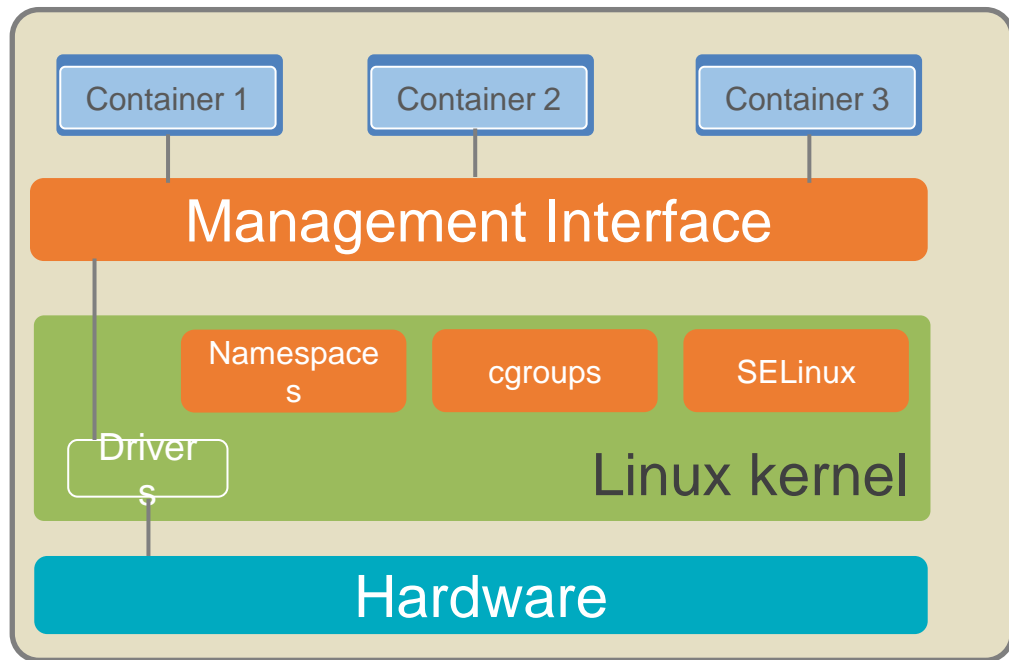 Container 1
Container 2
Container 3
Management Interface
Namespace
s
cgroups
SELinux
Driver
s
Linux kernel
Hardware